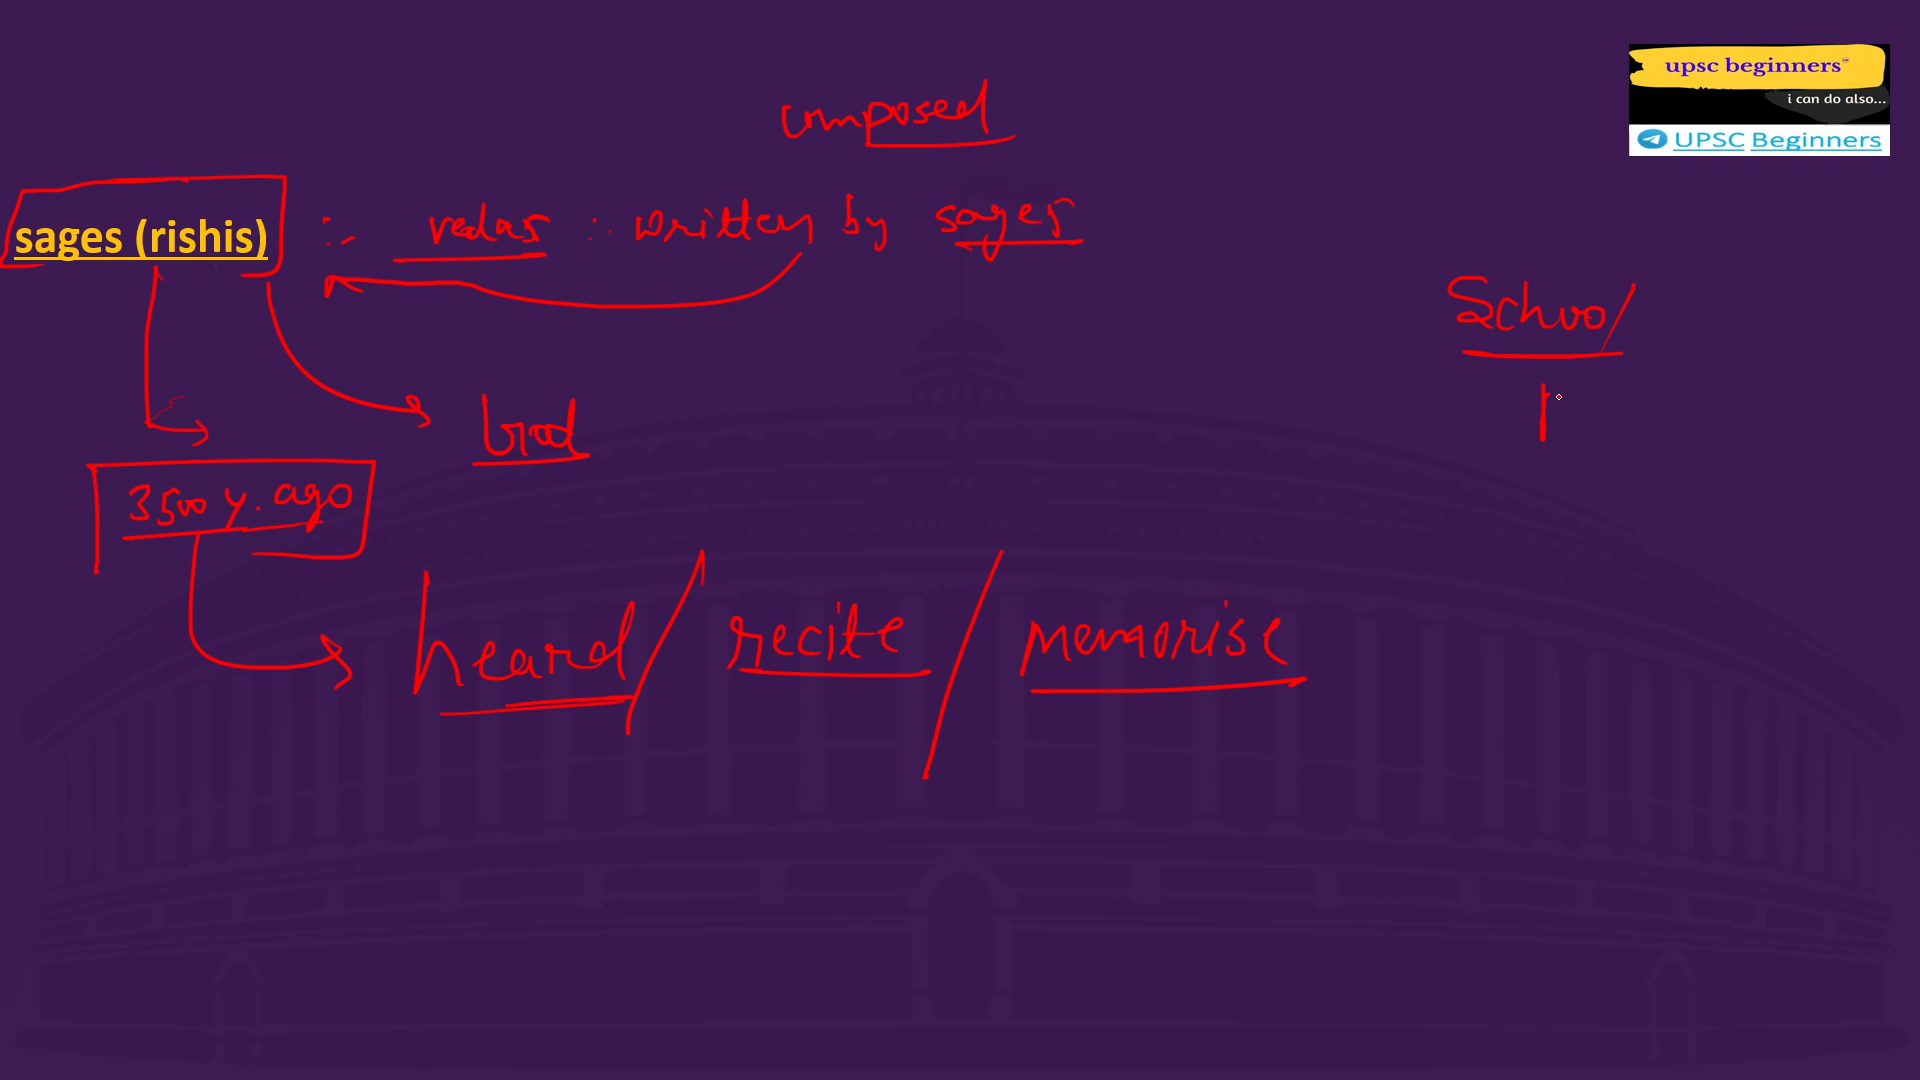 upsc beginners
i can do also...
UPSC Beginners
composed
sages (rishis) :- vedas : written by sages
School
3500 y. ago
heard / recite / memorise